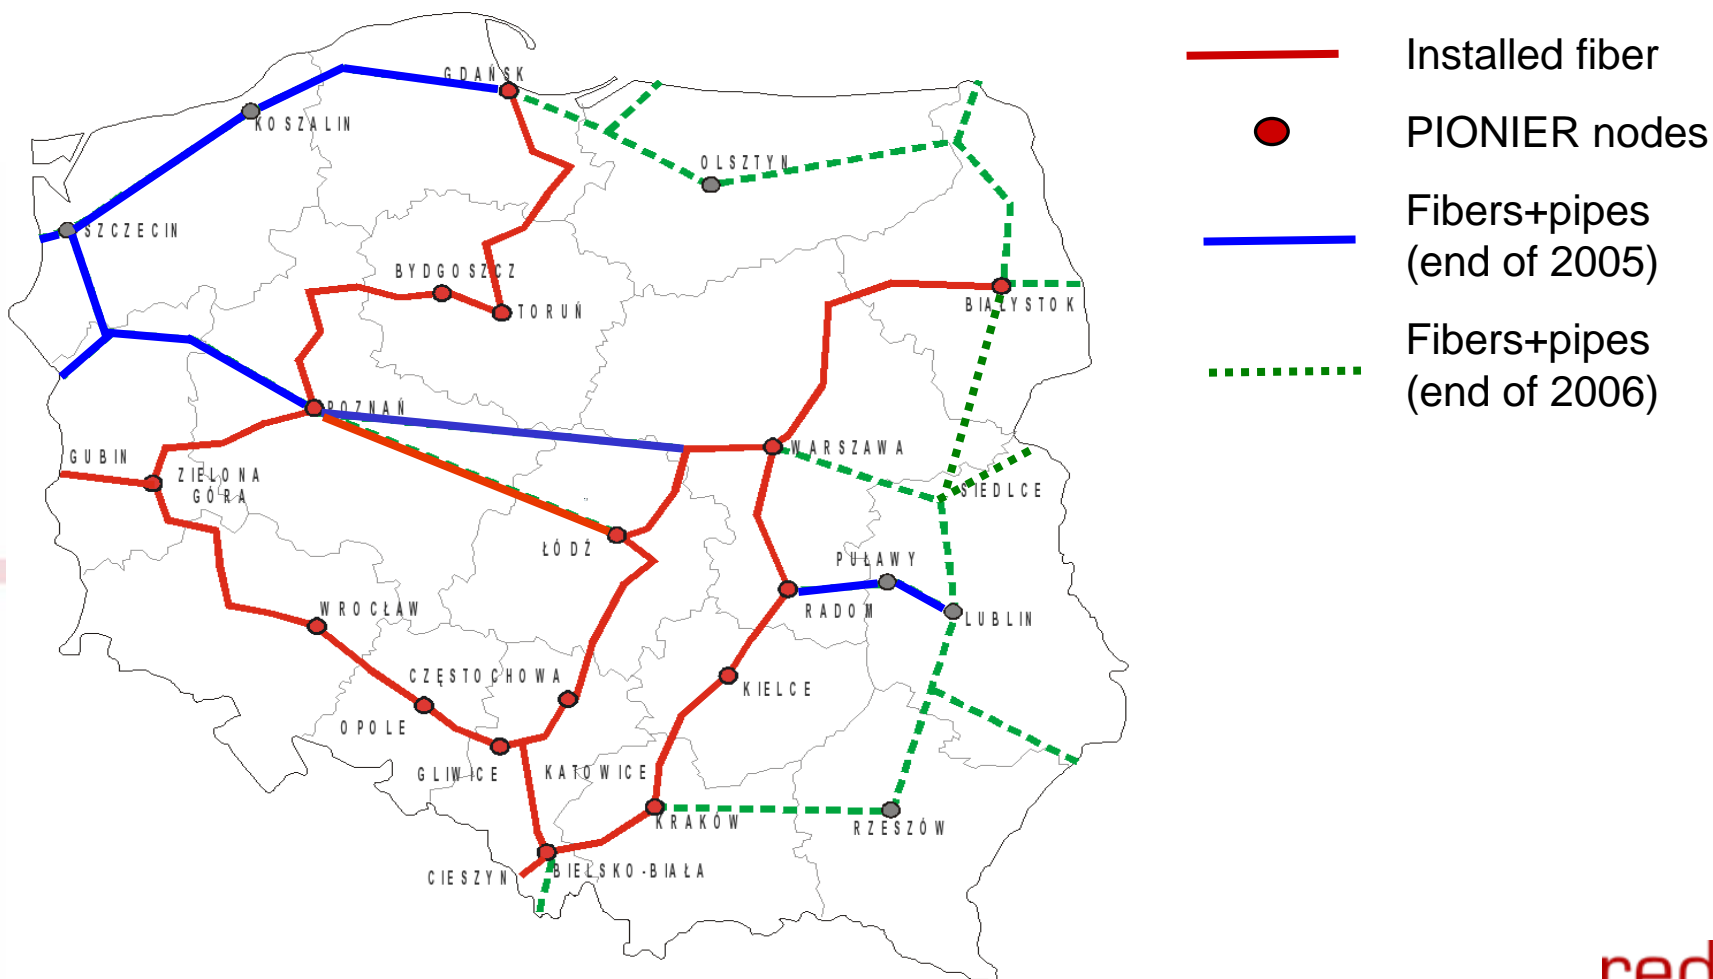 GDAŃSK
KOSZALIN
OLSZTYN
SZCZECIN
BYDGOSZCZ
TORUŃ
BIAŁYSTOK
POZNAŃ
WARSZAWA
GUBIN
ZIELONA
GÓRA
SIEDLCE
ŁÓDŹ
PUŁAWY
RADOM
LUBLIN
WROCŁAW
CZĘSTOCHOWA
KIELCE
OPOLE
GLIWICE
KATOWICE
KRAKÓW
RZESZÓW
CIESZYN
BIELSKO-BIAŁA
Installed fiber
PIONIER nodes
Fibers+pipes
(end of 2005)
Fibers+pipes
(end of 2006)
red